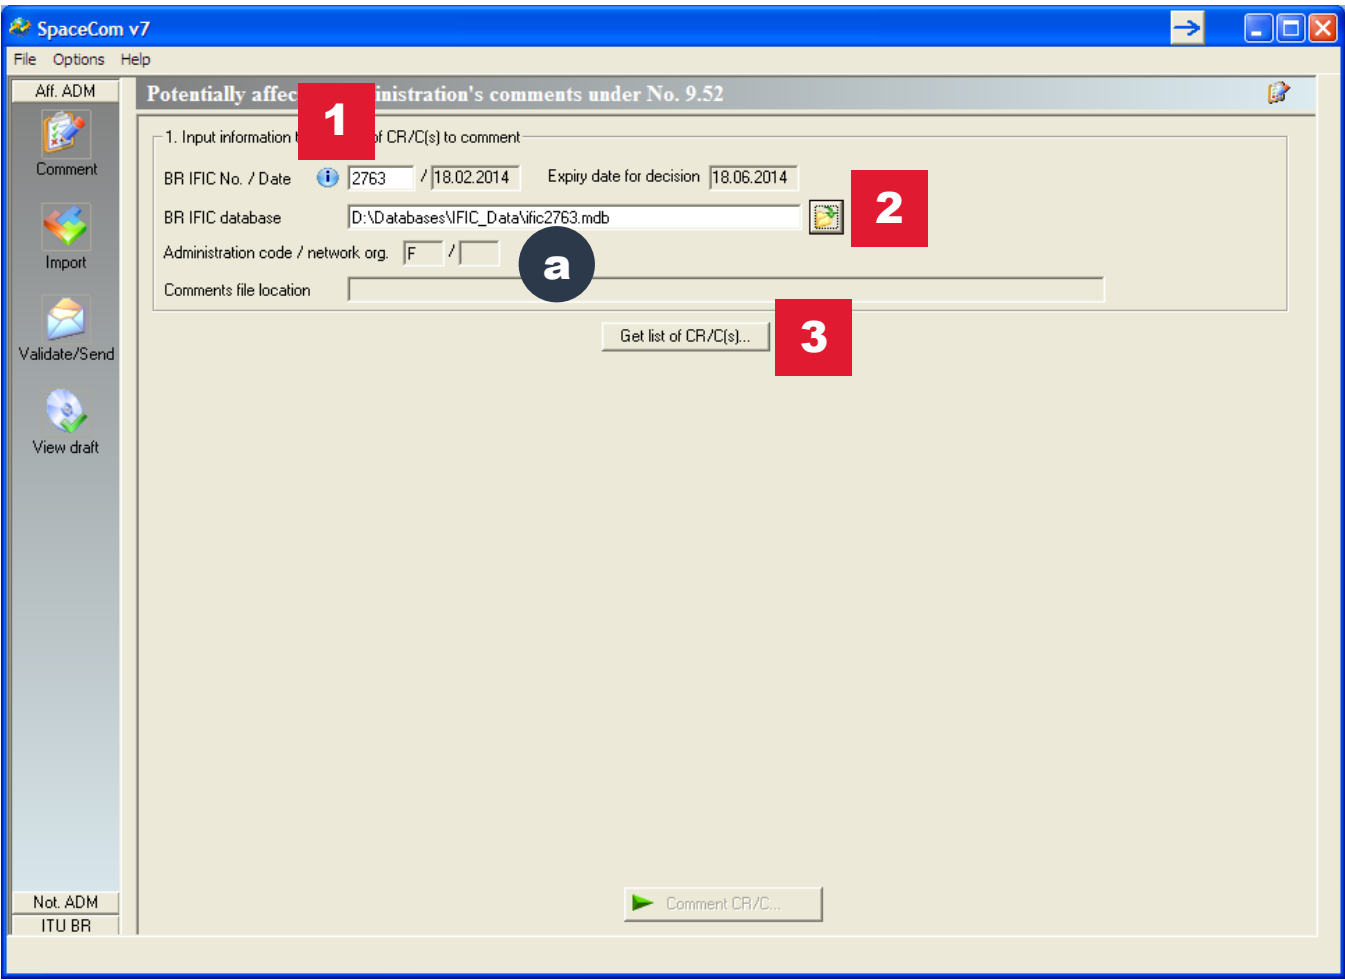 SpaceCom v7
File Options Help
Aff. ADM
Potentially affec inistration's comments under No. 9.52
1
1. Input information t of CR/C(s) to comment
Comment
BR IFIC No. / Date 2763 / 18.02.2014 Expiry date for decision 18.06.2014
2
BR IFIC database D:\Databases\IFIC_Data\ific2763.mdb
Import
Administration code / network org. F /
a
Comments file location
Get list of CR/C(s)...
3
Validate/Send
View draft
Not. ADM
Comment CR/C...
ITU BR